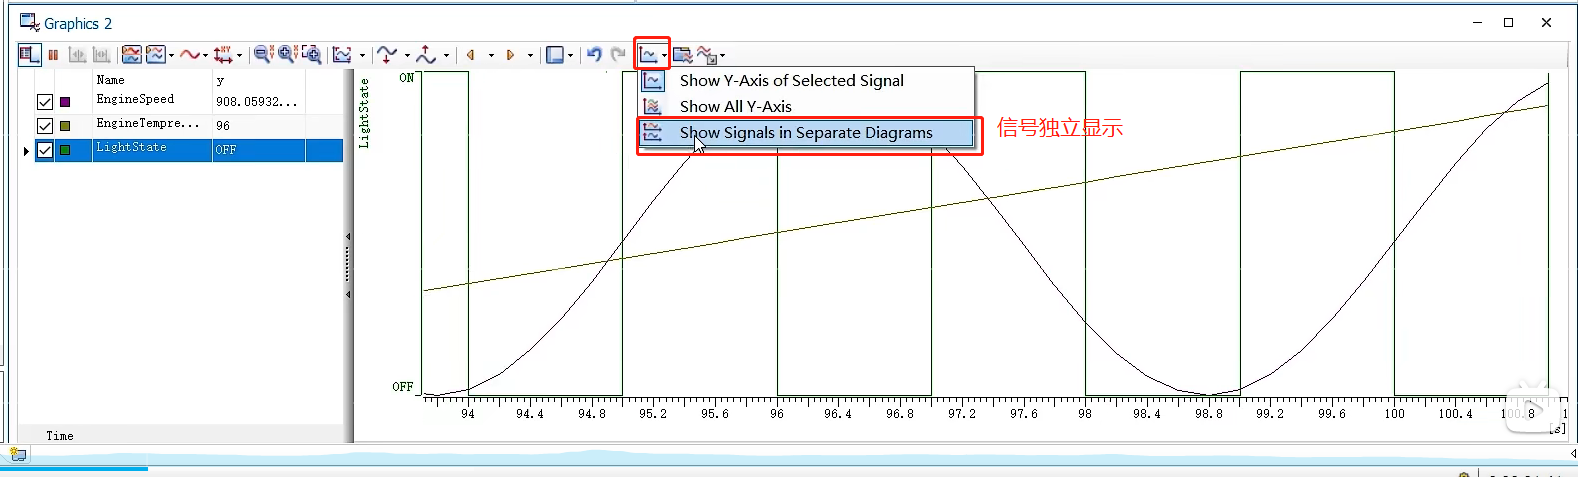 Graphics 2
Name y
EngineSpeed 908.05932...
EngineTempre... 96
LightState OFF
Time
LightState
ON
OFF
Show Y-Axis of Selected Signal
Show All Y-Axis
Show Signals in Separate Diagrams
信号独立显示
94 94.4 94.8 95.2 95.6 96 96.4 96.8 97.2 97.6 98 98.4 98.8 99.2 99.6 100 100.4 100.8 1
[s]